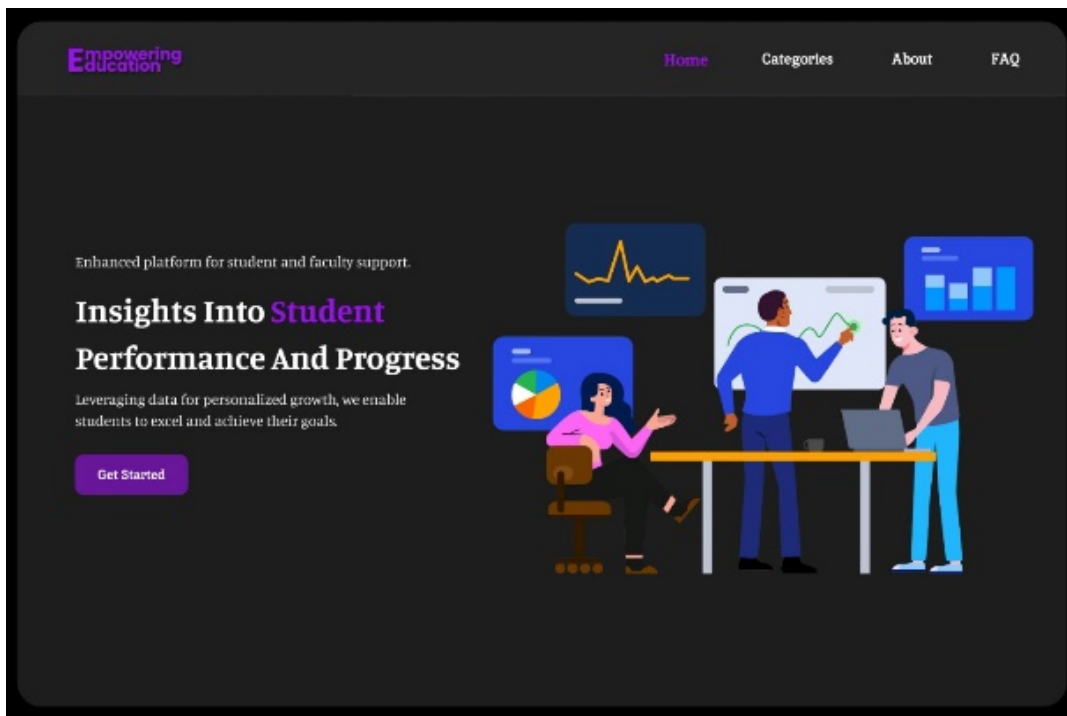 Empowering
Education
Home Categories About FAQ
Enhanced platform for student and faculty support.
Insights Into Student
Performance And Progress
Leveraging data for personalized growth, we enable
students to excel and achieve their goals.
Get Started